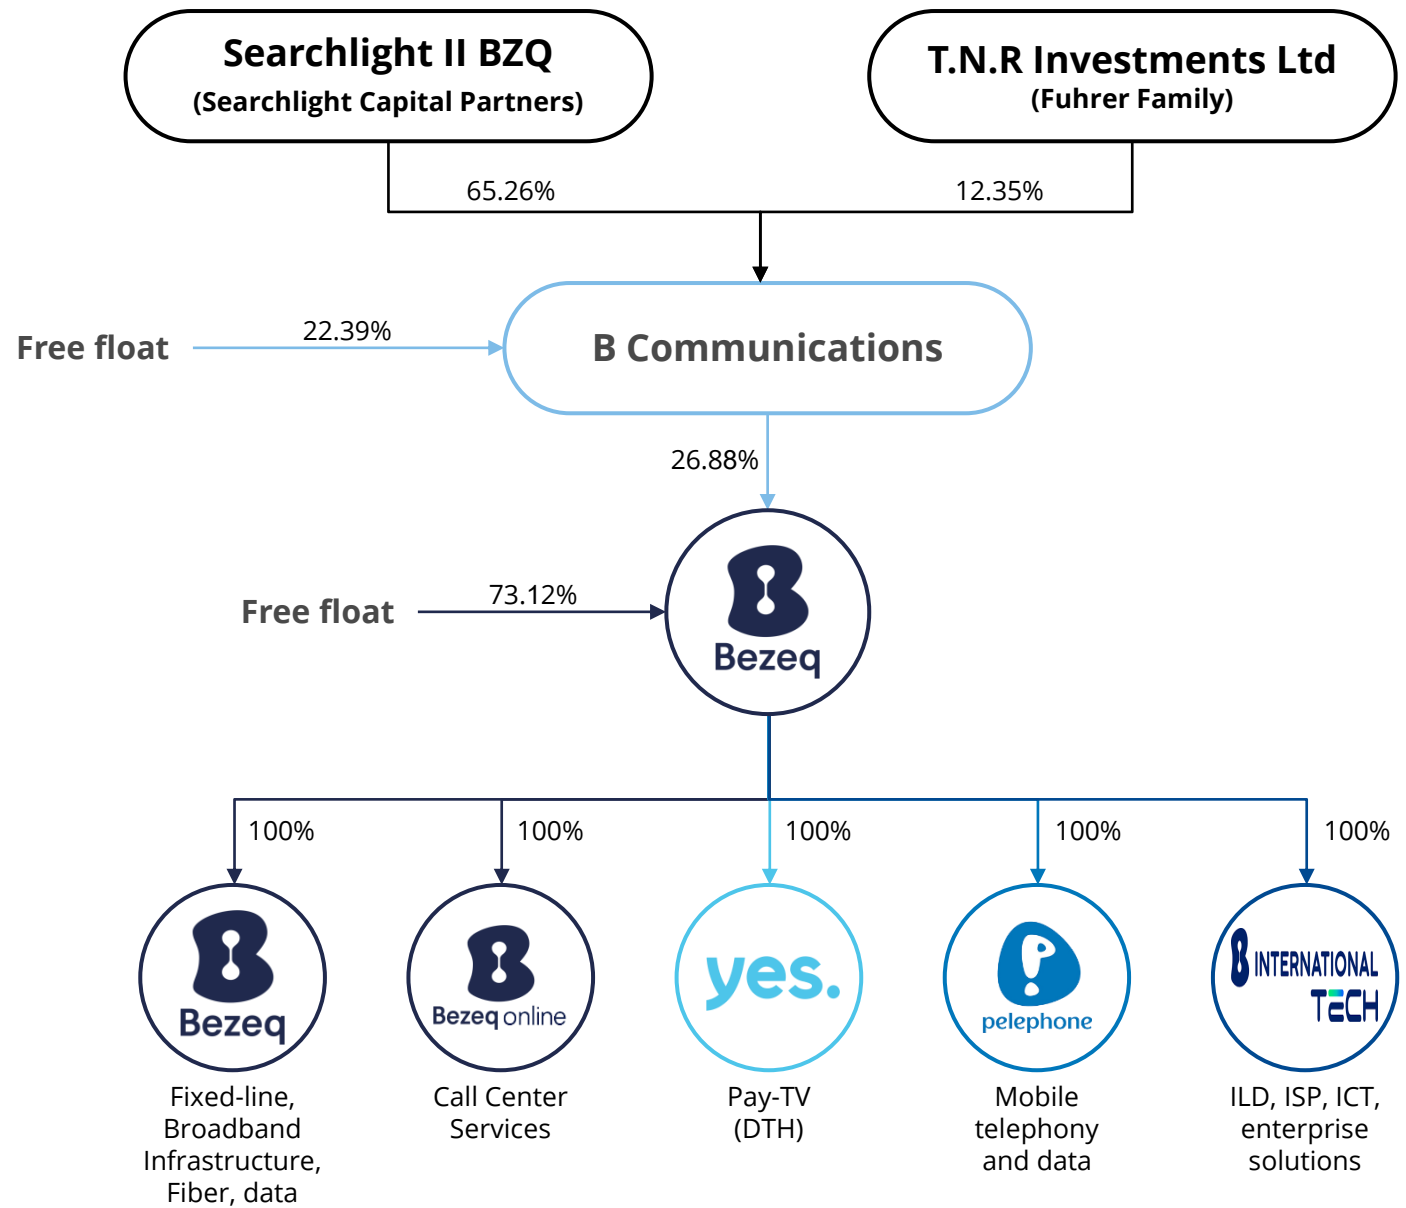 Searchlight II BZQ
(Searchlight Capital Partners)
T.N.R Investments Ltd
(Fuhrer Family)
65.26%
12.35%
Free float
22.39%
B Communications
26.88%
Free float
73.12%
Bezeq
100%
100%
100%
100%
100%
Bezeq
Bezeq online
yes.
pelephone
B INTERNATIONAL
TECH
Fixed-line,
Broadband
Infrastructure,
Fiber, data
Call Center
Services
Pay-TV
(DTH)
Mobile
telephony
and data
ILD, ISP, ICT,
enterprise
solutions